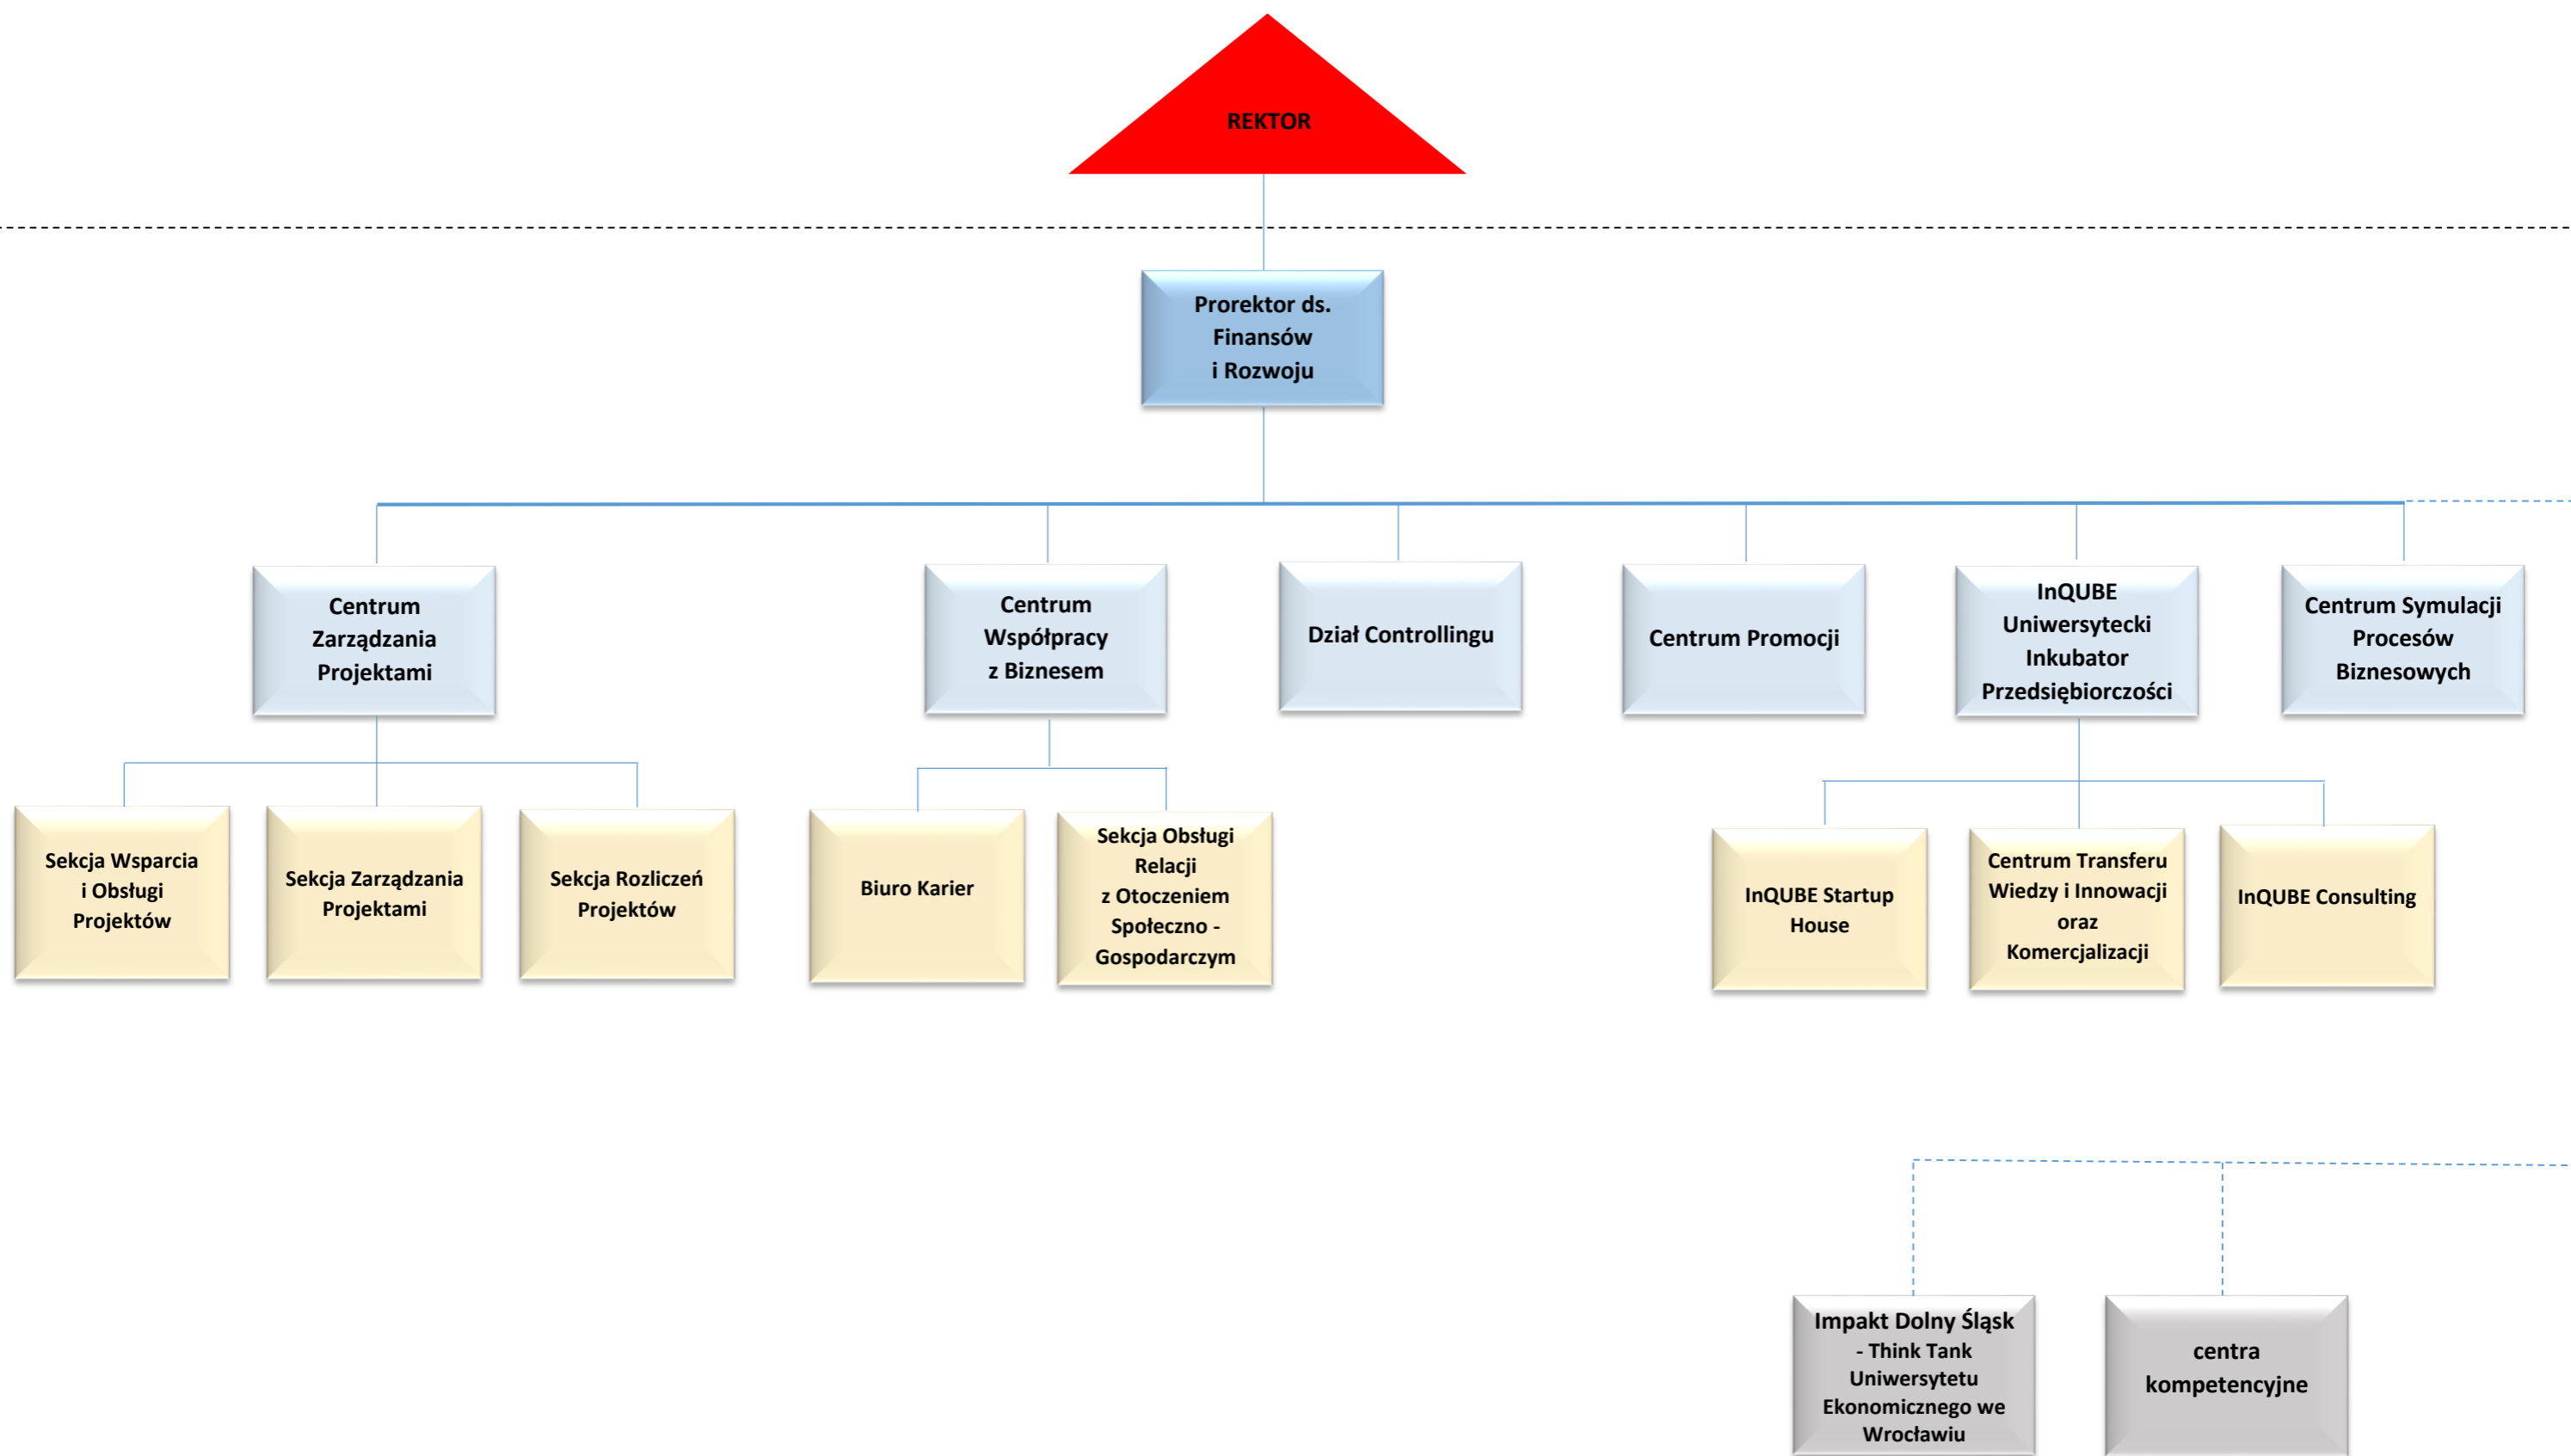 REKTOR
Prorektor ds.
Finansów
i Rozwoju
Centrum
Zarządzania
Projektami
Centrum
Współpracy
z Biznesem
Dział Controllingu
Centrum Promocji
InQUBE
Uniwersytecki
Inkubator
Przedsiębiorczości
Centrum Symulacji
Procesów
Biznesowych
Sekcja Wsparcia
i Obsługi
Projektów
Sekcja Zarządzania
Projektami
Sekcja Rozliczeń
Projektów
Biuro Karier
Sekcja Obsługi
Relacji
z Otoczeniem
Społeczno -
Gospodarczym
InQUBE Startup
House
Centrum Transferu
Wiedzy i Innowacji
oraz
Komercjalizacji
InQUBE Consulting
Impakt Dolny Śląsk
- Think Tank
Uniwersytetu
Ekonomicznego we
Wrocławiu
centra
kompetencyjne